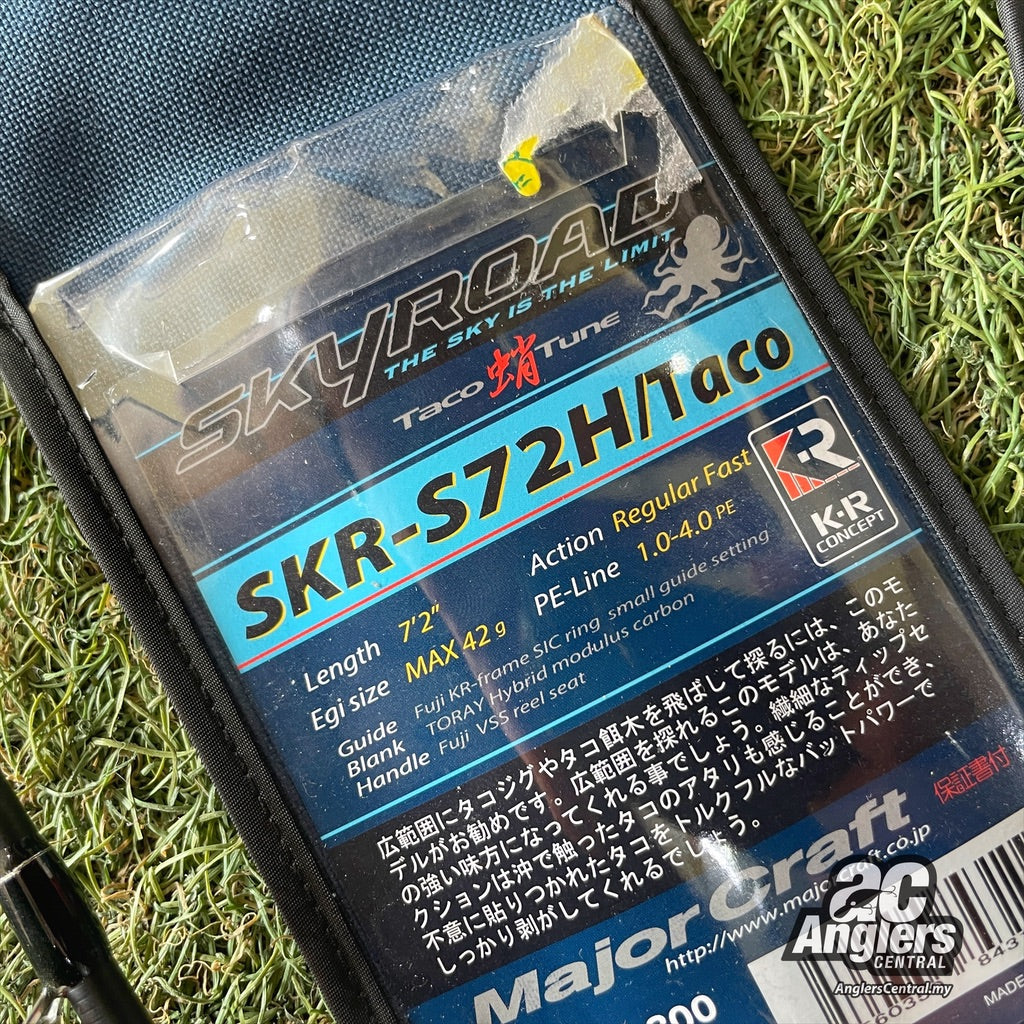 SKYROAD
THE SKY IS THE LIMIT
Taco 蛸 Tune
SKR-S72H/Taco
Length 7'2" Action Regular Fast
Egi size MAX 42 g PE-Line 1.0-4.0 PE
Guide Fuji KR-frame SIC ring small guide setting
Blank TORAY Hybrid modulus carbon
Handle Fuji VSS reel seat
K-R
K·R
CONCEPT
広範囲にタコジグやタコ餌木を飛ばして探るには、このモ
デルがお勧めです。広範囲を探れるこのモデルは、あなた
の強い味方になってくれる事でしょう。繊細なティップセ
クションは沖で触ったタコのアタリも感じることができ、
不意に貼りつかれたタコをトルクフルなバットパワーで
しっかり剥がしてくれるでしょう。
保証書付
Major Craft
http://www.majorcraft.co.jp
MADE
ac
Anglers
CENTRAL
AnglersCentral.my